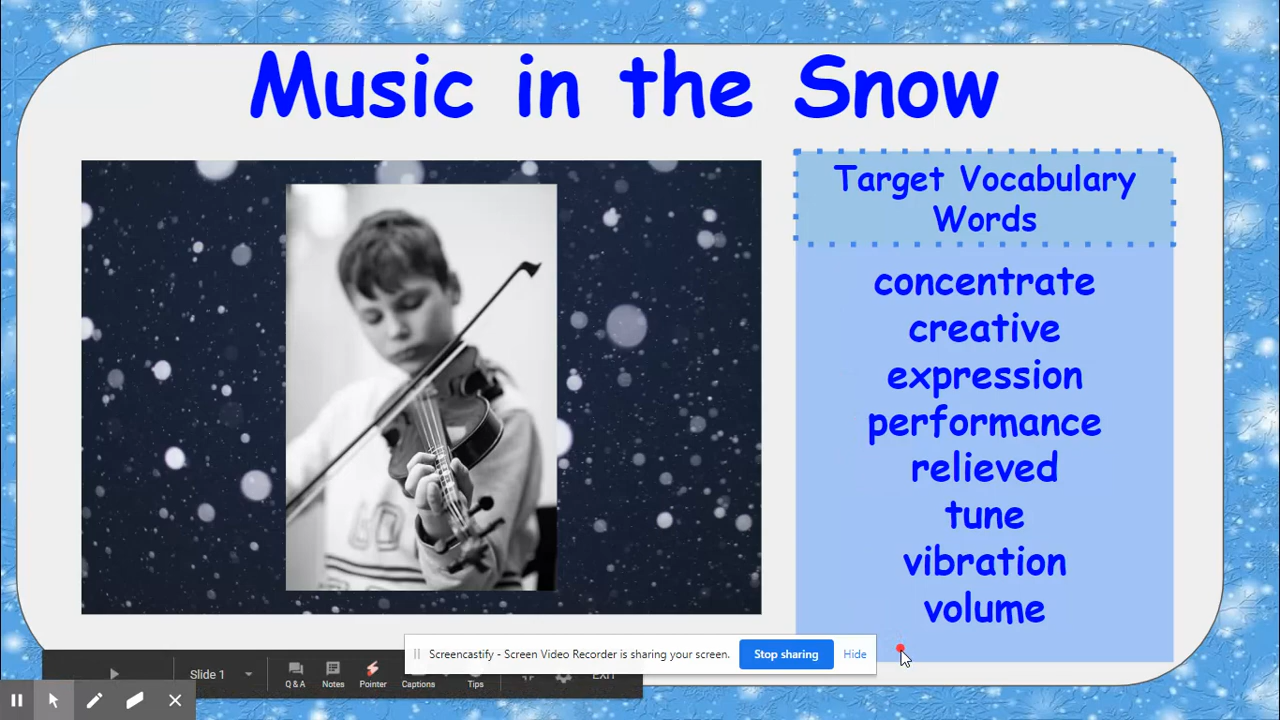 Music in the Snow
Target Vocabulary
Words
concentrate
creative
expression
performance
relieved
tune
vibration
volume
Screencastify - Screen Video Recorder is sharing your screen.
Stop sharing
Hide
Slide 1
Q & A
Notes
Pointer
Captions
Tips
EXIT